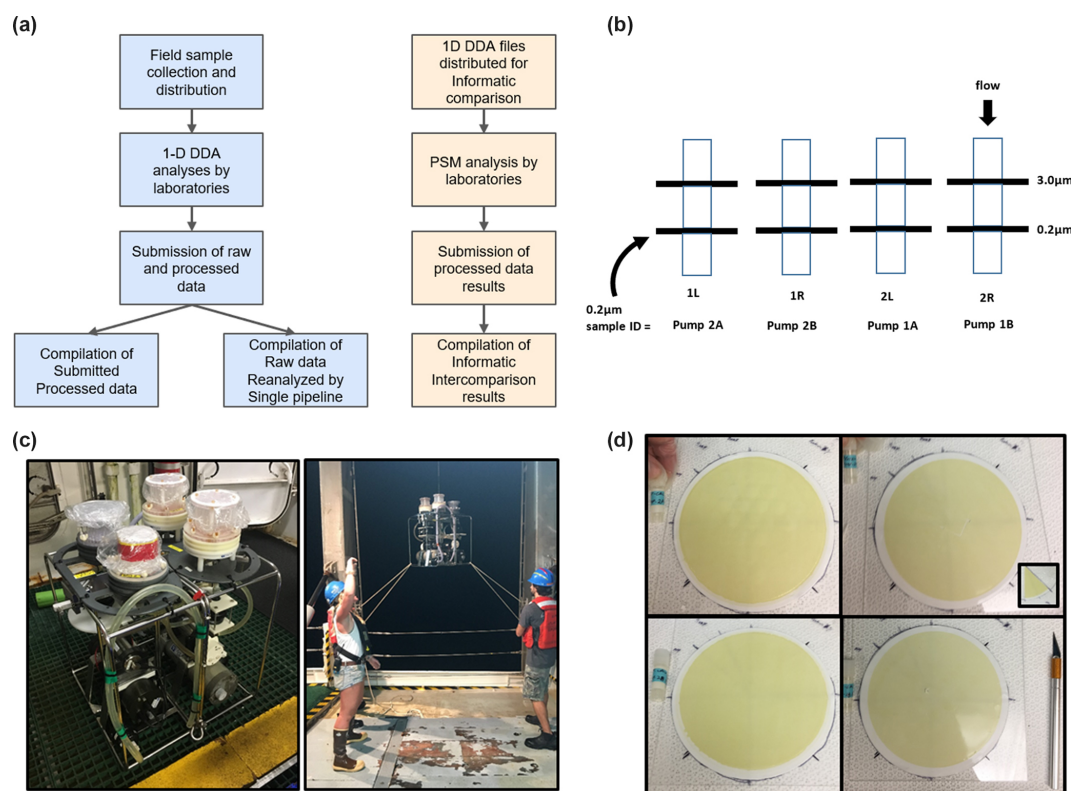 (a)
Field sample
collection and
distribution
1-D DDA
analyses by
laboratories
Submission of raw
and processed
data
Compilation of
Submitted
Processed data
Compilation of
Raw data
Reanalyzed by
Single pipeline
1D DDA files
distributed for
Informatic
comparison
PSM analysis by
laboratories
Submission of
processed data
results
Compilation of
Informatic
Intercomparison
results
(b)
flow
3.0µm
0.2µm
1L
1R
2L
2R
0.2µm
sample ID =
Pump 2A
Pump 2B
Pump 1A
Pump 1B
(c)
(d)